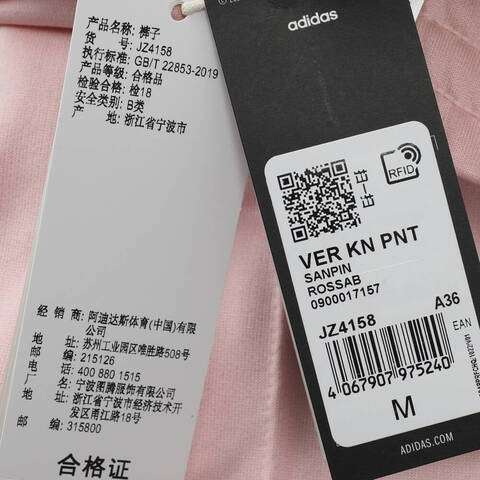 产品名称: 裤子
货 号: JZ4158
执行标准: GB/T 22853-2019
产品等级: 合格品
检验合格: 检18
安全类别: B类
产 地: 浙江省宁波市
经 销 商: 阿迪达斯体育(中国)有限
公司
地 址: 苏州工业园区唯胜路508号
邮 编: 215126
电 话: 400 880 1515
厂 名: 宁波图腾服饰有限公司
地 址: 浙江省宁波市经济技术开
发区甬江路18号
邮 编: 315800
合格证
adidas
RFID
VER KN PNT
SANPIN
ROSSAB
0900017157
JZ4158
A36
EAN
4 067907 975240
M
ADIDAS.COM